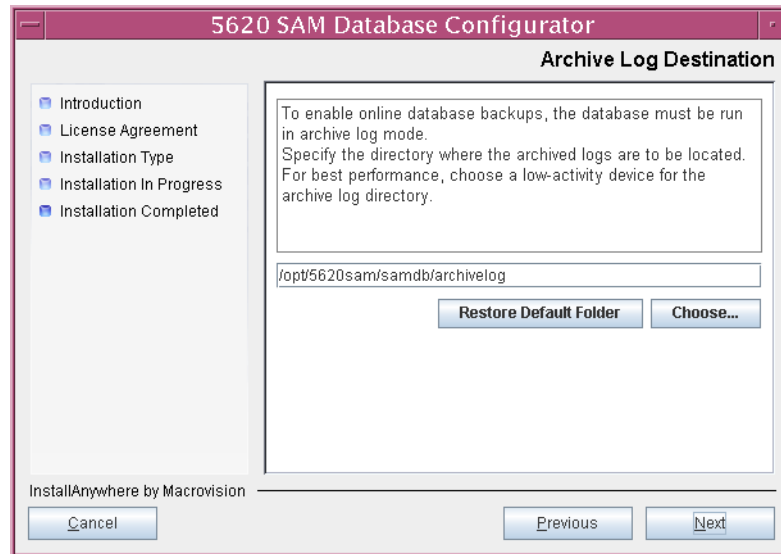 5620 SAM Database Configurator
Archive Log Destination
Introduction
License Agreement
Installation Type
Installation In Progress
Installation Completed
To enable online database backups, the database must be run
in archive log mode.
Specify the directory where the archived logs are to be located.
For best performance, choose a low-activity device for the
archive log directory.
/opt/5620sam/samdb/archivelog
Restore Default Folder
Choose...
InstallAnywhere by Macrovision
Cancel
Previous
Next